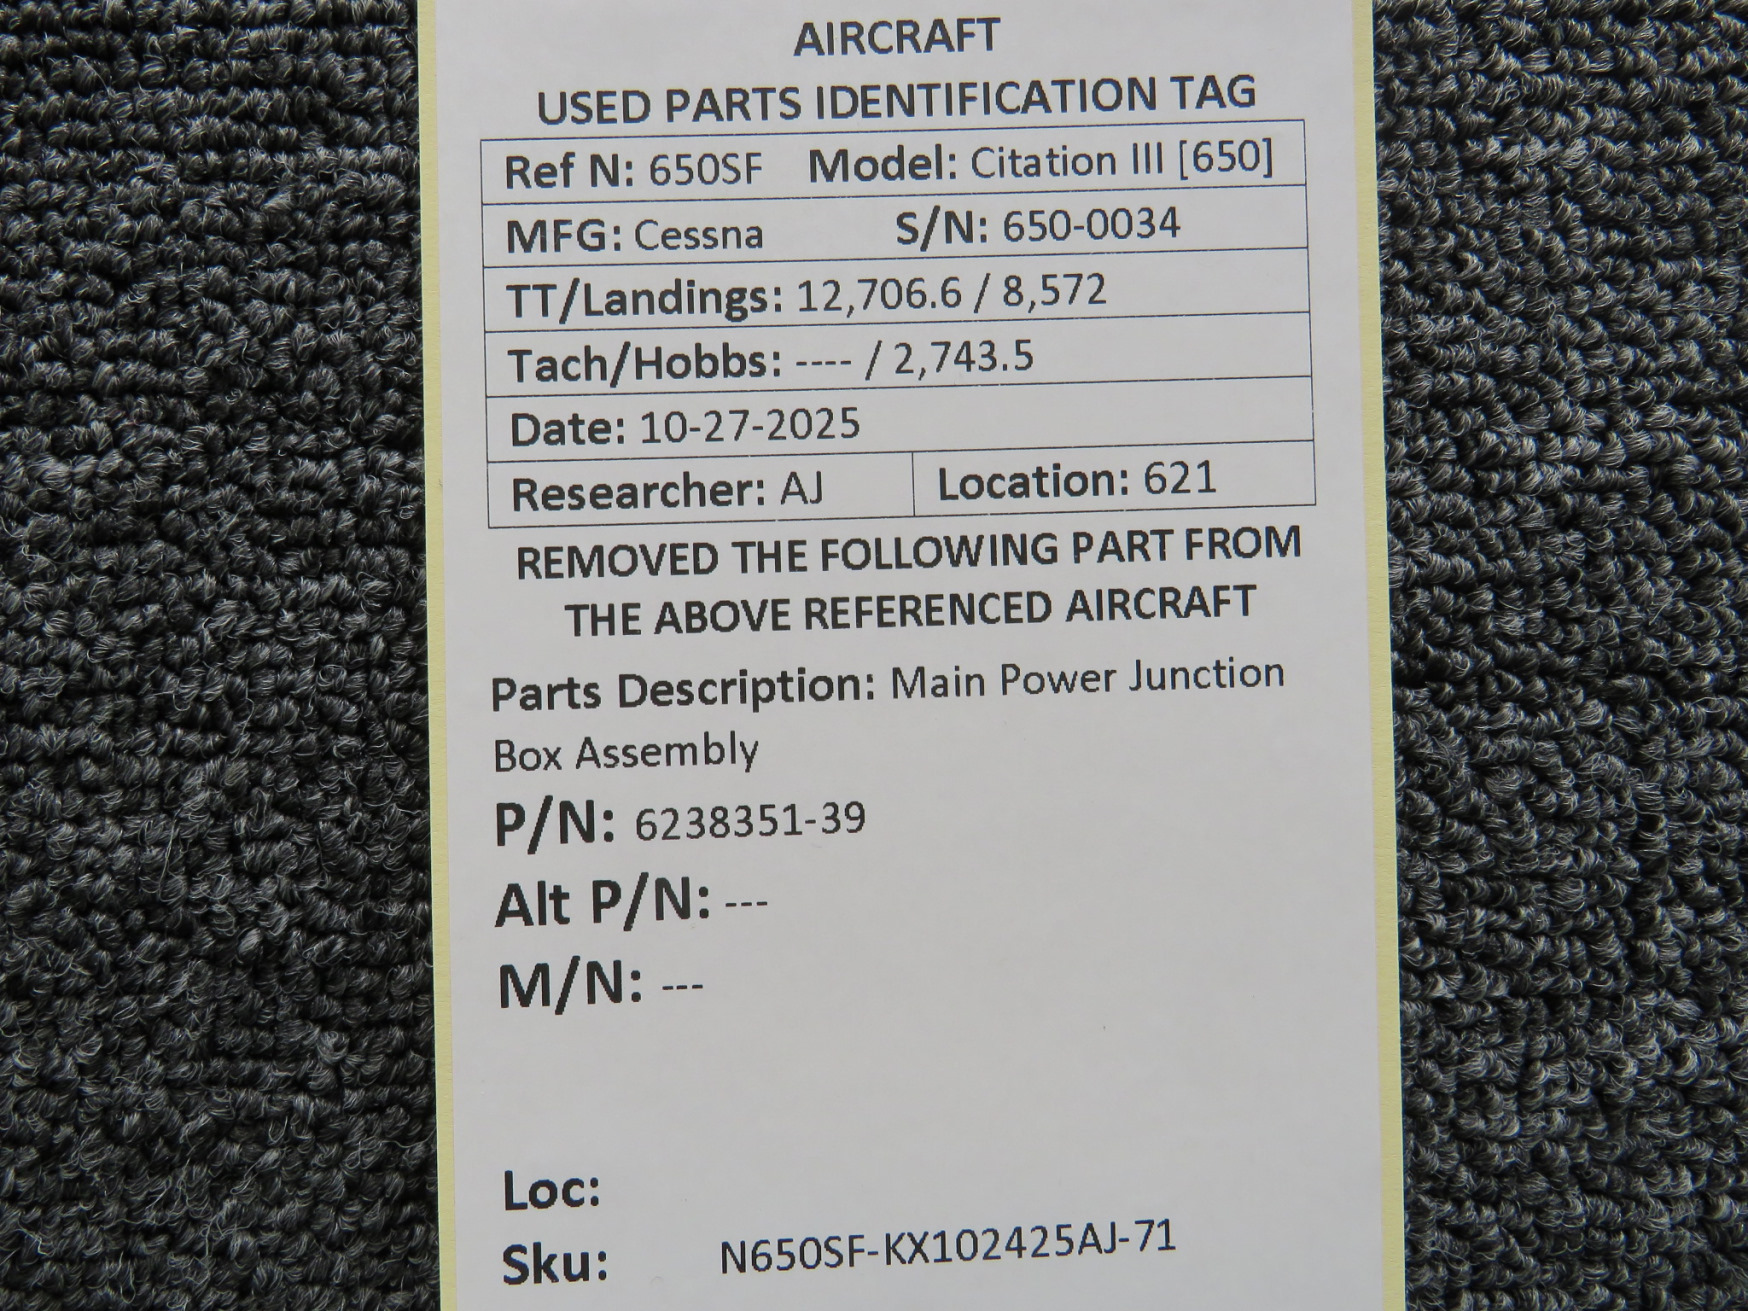 AIRCRAFT
USED PARTS IDENTIFICATION TAG
Ref N: 650SF Model: Citation III [650]
MFG: Cessna S/N: 650-0034
TT/Landings: 12,706.6 / 8,572
Tach/Hobbs: ---- / 2,743.5
Date: 10-27-2025
Researcher: AJ Location: 621
REMOVED THE FOLLOWING PART FROM
THE ABOVE REFERENCED AIRCRAFT
Parts Description: Main Power Junction
Box Assembly
P/N: 6238351-39
Alt P/N: ---
M/N: ---
Loc:
Sku: N650SF-KX102425AJ-71